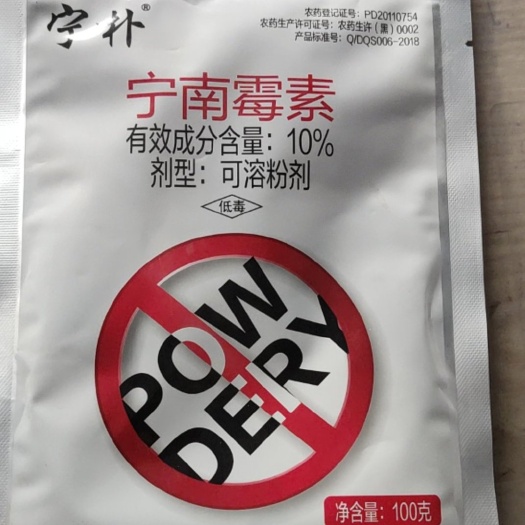 宁朴®
农药登记证号：PD20110754
农药生产许可证号：农药生许（黑）0002
产品标准号：Q/DQS006-2018
宁南霉素
有效成分含量：10%
剂型：可溶粉剂
低毒
POW
DERY
净含量：100克